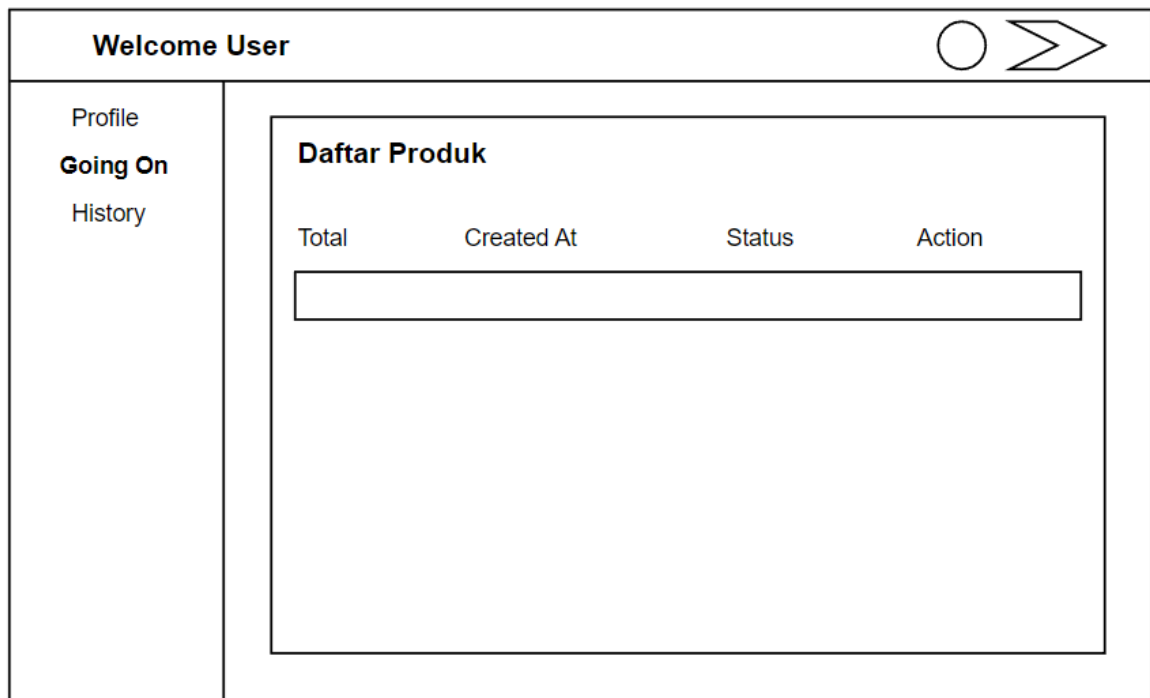 Welcome User
Profile
Going On
History
Daftar Produk
Total Created At Status Action